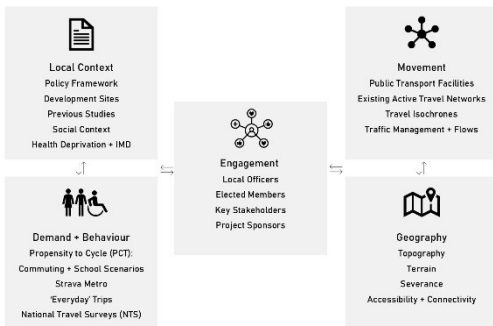 Local Context
Policy Framework
Development Sites
Previous Studies
Social Context
Health Deprivation + IMD
Movement
Public Transport Facilities
Existing Active Travel Networks
Travel Isochrones
Traffic Management + Flows
Engagement
Local Officers
Elected Members
Key Stakeholders
Project Sponsors
Demand + Behaviour
Propensity to Cycle (PCT):
Commuting + School Scenarios
Strava Metro
‘Everyday’ Trips
National Travel Surveys (NTS)
Geography
Topography
Terrain
Severance
Accessibility + Connectivity